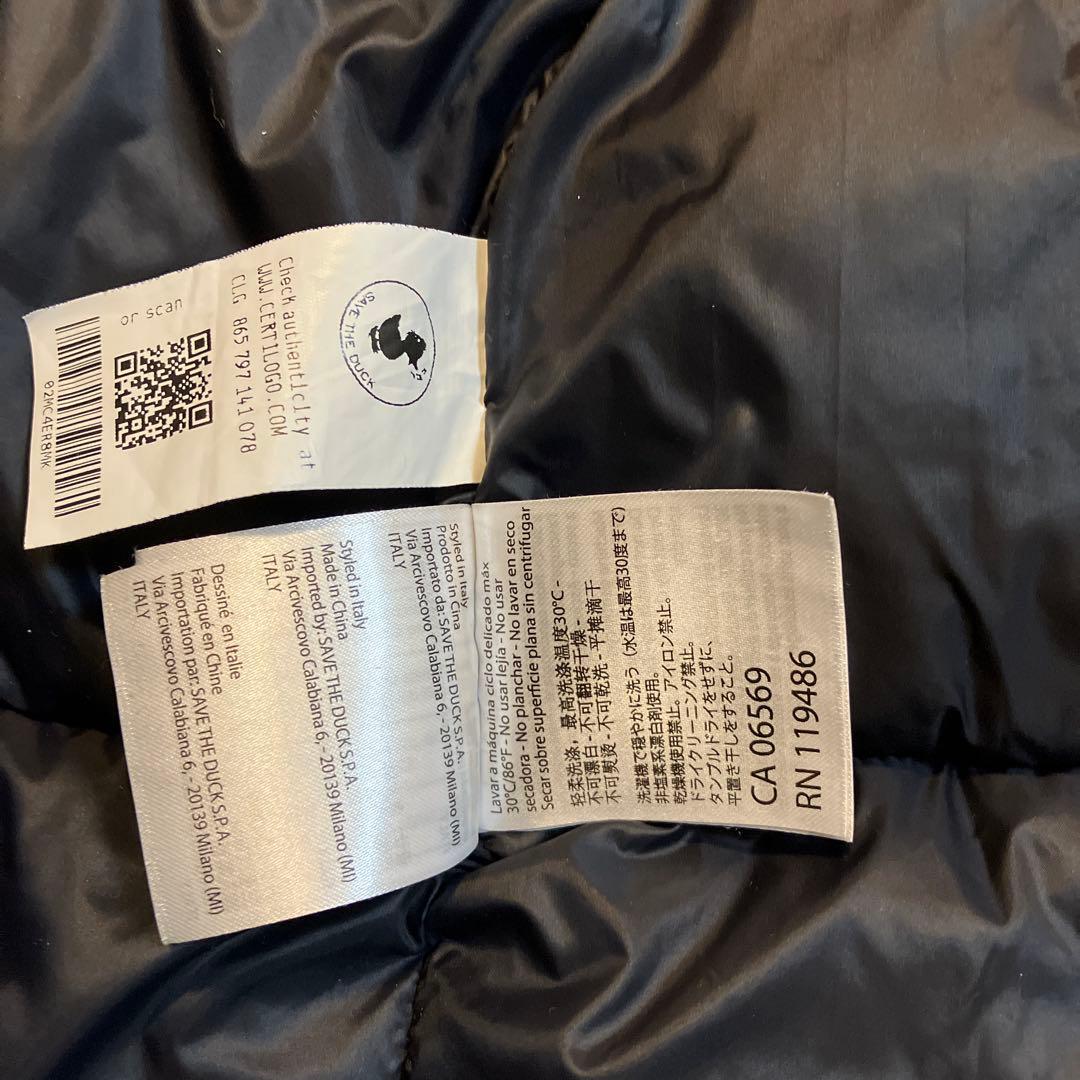 SAVE THE DUCK
Check authenticity at
WWW.CERTILOGO.COM
CLG 865 797 141 078
or scan
02MC4ER8MK
Styled in Italy
Prodotto in Cina
Importato da: SAVE THE DUCK S.P.A.
Via Arcivescovo Calabiana 6, - 20139 Milano (MI)
ITALY
Styled in Italy
Made in China
Imported by: SAVE THE DUCK S.P.A.
Via Arcivescovo Calabiana 6, - 20139 Milano (MI)
ITALY
Dessiné en Italie
Fabriqué en Chine
Importation par: SAVE THE DUCK S.P.A.
Via Arcivescovo Calabiana 6, - 20139 Milano (MI)
ITALY
Lavar a máquina ciclo delicado máx
30°C/86°F - No usar lejía - No usar
secadora - No planchar - No lavar en seco
Secar sobre superficie plana sin centrifugar
轻柔洗涤、最高洗涤温度30°C -
不可漂白 - 不可翻转干燥 -
不可熨烫 - 不可乾洗 - 平摊滴干
洗濯機で穏やかに洗う（水温は最高30度まで）
非塩素系漂白剤使用。
乾燥機使用禁止。アイロン禁止。
ドライクリーニング禁止。
タンブルドライをせずに、
平置き干しをすること。
CA 06569
RN 119486